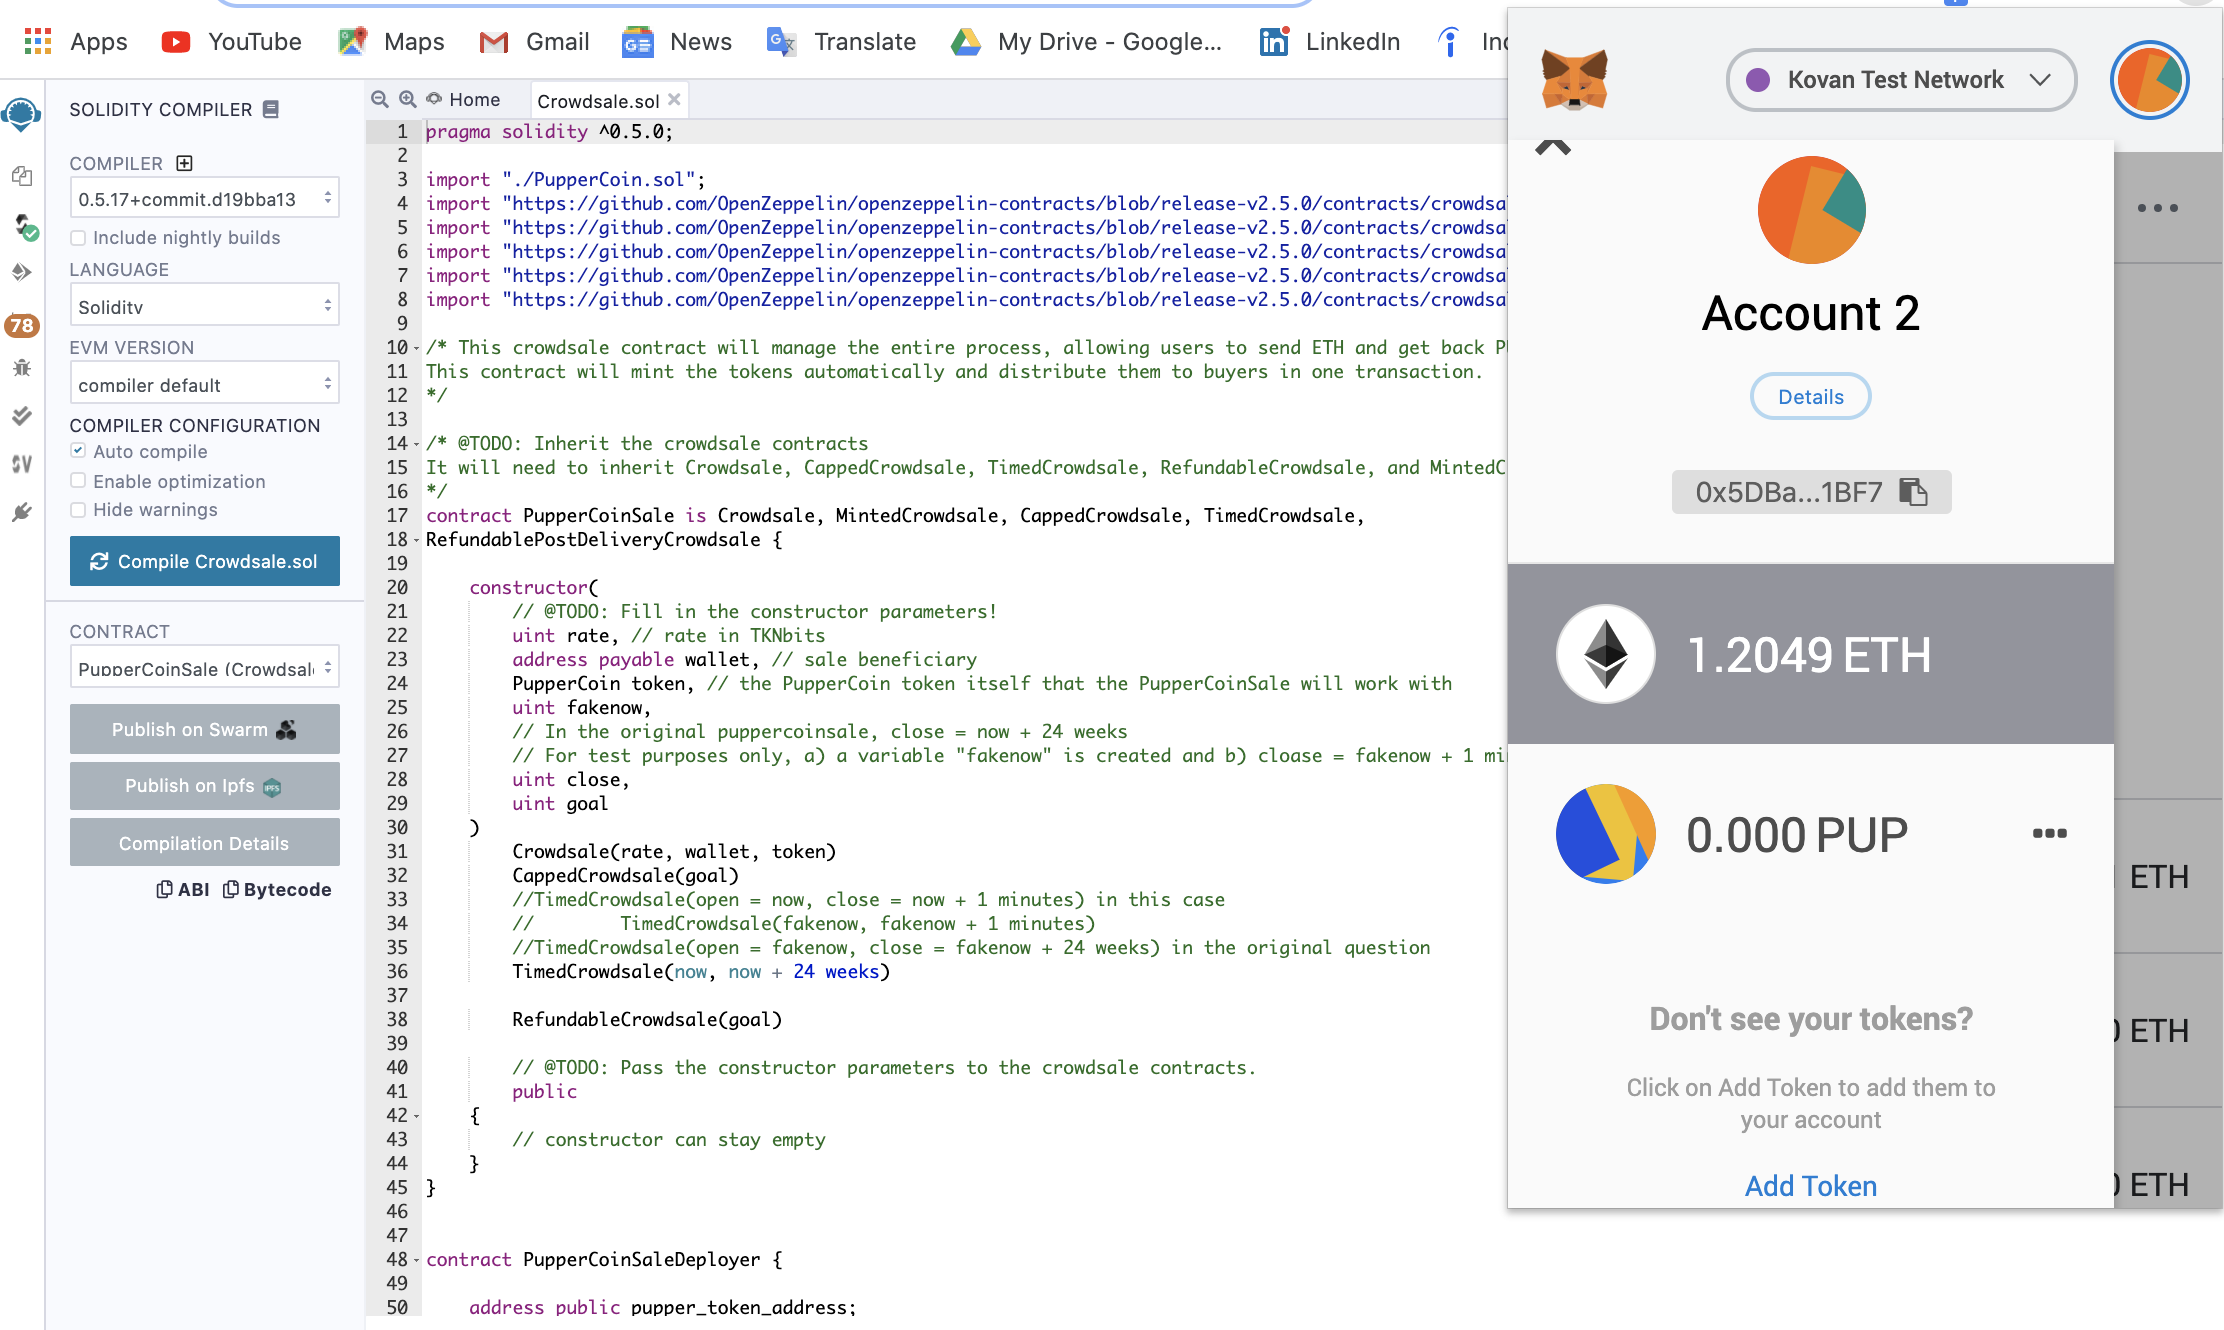 Apps YouTube Maps Gmail News Translate My Drive - Google... LinkedIn
SOLIDITY COMPILER
COMPILER
0.5.17+commit.d19bba13
Include nightly builds
LANGUAGE
Solidity
EVM VERSION
compiler default
COMPILER CONFIGURATION
Auto compile
Enable optimization
Hide warnings
Compile Crowdsale.sol
CONTRACT
PupperCoinSale (Crowdsal
Publish on Swarm
Publish on Ipfs
Compilation Details
ABI Bytecode
78
SV
Home Crowdsale.sol
1 pragma solidity ^0.5.0;
2
3 import "./PupperCoin.sol";
4 import "https://github.com/OpenZeppelin/openzeppelin-contracts/blob/release-v2.5.0/contracts/crowdsa
5 import "https://github.com/OpenZeppelin/openzeppelin-contracts/blob/release-v2.5.0/contracts/crowdsa
6 import "https://github.com/OpenZeppelin/openzeppelin-contracts/blob/release-v2.5.0/contracts/crowdsa
7 import "https://github.com/OpenZeppelin/openzeppelin-contracts/blob/release-v2.5.0/contracts/crowdsa
8 import "https://github.com/OpenZeppelin/openzeppelin-contracts/blob/release-v2.5.0/contracts/crowdsa
9
10 /* This crowdsale contract will manage the entire process, allowing users to send ETH and get back P
11 This contract will mint the tokens automatically and distribute them to buyers in one transaction.
12 */
13
14 /* @TODO: Inherit the crowdsale contracts
15 It will need to inherit Crowdsale, CappedCrowdsale, TimedCrowdsale, RefundableCrowdsale, and MintedC
16 */
17 contract PupperCoinSale is Crowdsale, MintedCrowdsale, CappedCrowdsale, TimedCrowdsale,
18 RefundablePostDeliveryCrowdsale {
19
20 constructor(
21 // @TODO: Fill in the constructor parameters!
22 uint rate, // rate in TKNbits
23 address payable wallet, // sale beneficiary
24 PupperCoin token, // the PupperCoin token itself that the PupperCoinSale will work with
25 uint fakenow,
26 // In the original puppercoinsale, close = now + 24 weeks
27 // For test purposes only, a) a variable "fakenow" is created and b) cloase = fakenow + 1 mi
28 uint close,
29 uint goal
30 )
31 Crowdsale(rate, wallet, token)
32 CappedCrowdsale(goal)
33 //TimedCrowdsale(open = now, close = now + 1 minutes) in this case
34 // TimedCrowdsale(fakenow, fakenow + 1 minutes)
35 //TimedCrowdsale(open = fakenow, close = fakenow + 24 weeks) in the original question
36 TimedCrowdsale(now, now + 24 weeks)
37
38 RefundableCrowdsale(goal)
39
40 // @TODO: Pass the constructor parameters to the crowdsale contracts.
41 public
42 {
43 // constructor can stay empty
44 }
45 }
46
47
48 contract PupperCoinSaleDeployer {
49
50 address public pupper_token_address;
Kovan Test Network
Account 2
Details
0x5DBa...1BF7
1.2049 ETH
0.000 PUP
Don't see your tokens?
Click on Add Token to add them to
your account
Add Token
ETH
ETH
ETH